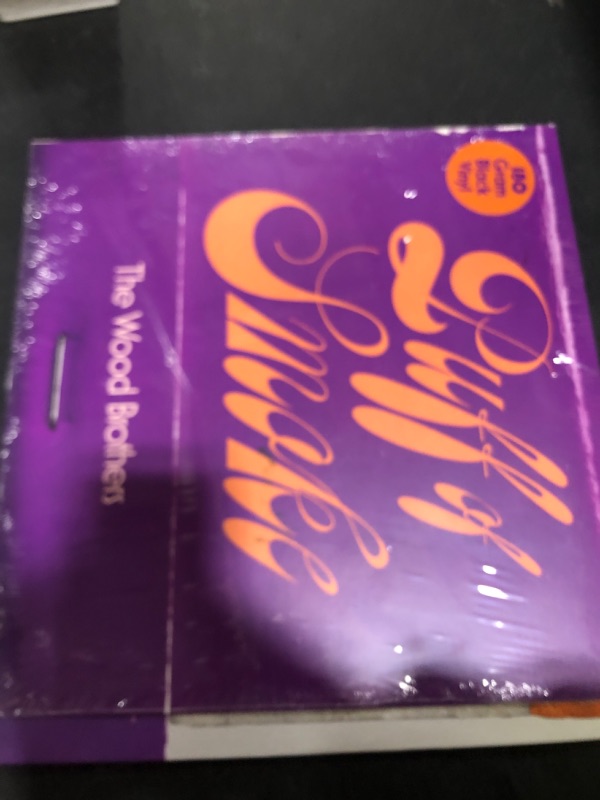 180
Gram
Black
Vinyl
Puff of
Smoke
The Wood Brothers